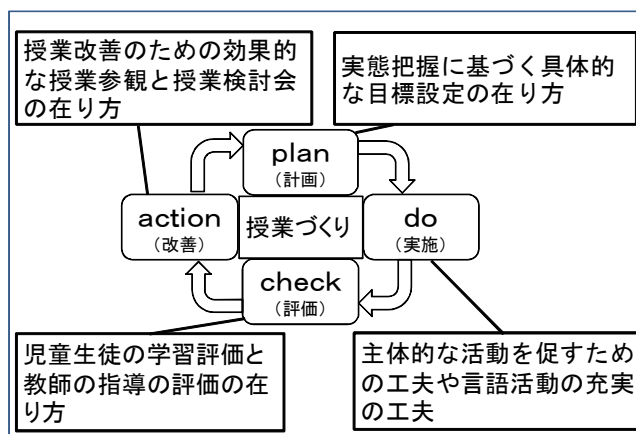 授業改善のための効果的
な授業参観と授業検討会
の在り方
実態把握に基づく具体的
な目標設定の在り方
plan
(計画)
action
(改善)
授業づくり
do
(実施)
check
(評価)
児童生徒の学習評価と
教師の指導の評価の在
り方
主体的な活動を促すため
の工夫や言語活動の充実
の工夫